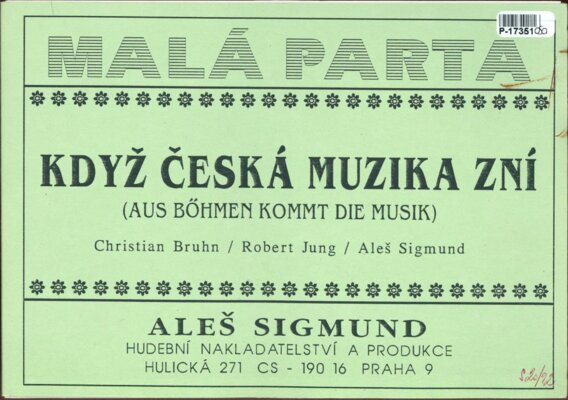 P-17351
MALÁ PARTA
KDYŽ ČESKÁ MUZIKA ZNÍ
(AUS BÖHMEN KOMMT DIE MUSIK)
Christian Bruhn / Robert Jung / Aleš Sigmund
ALEŠ SIGMUND
HUDEBNÍ NAKLADATELSTVÍ A PRODUKCE
HULICKÁ 271 CS - 190 16 PRAHA 9